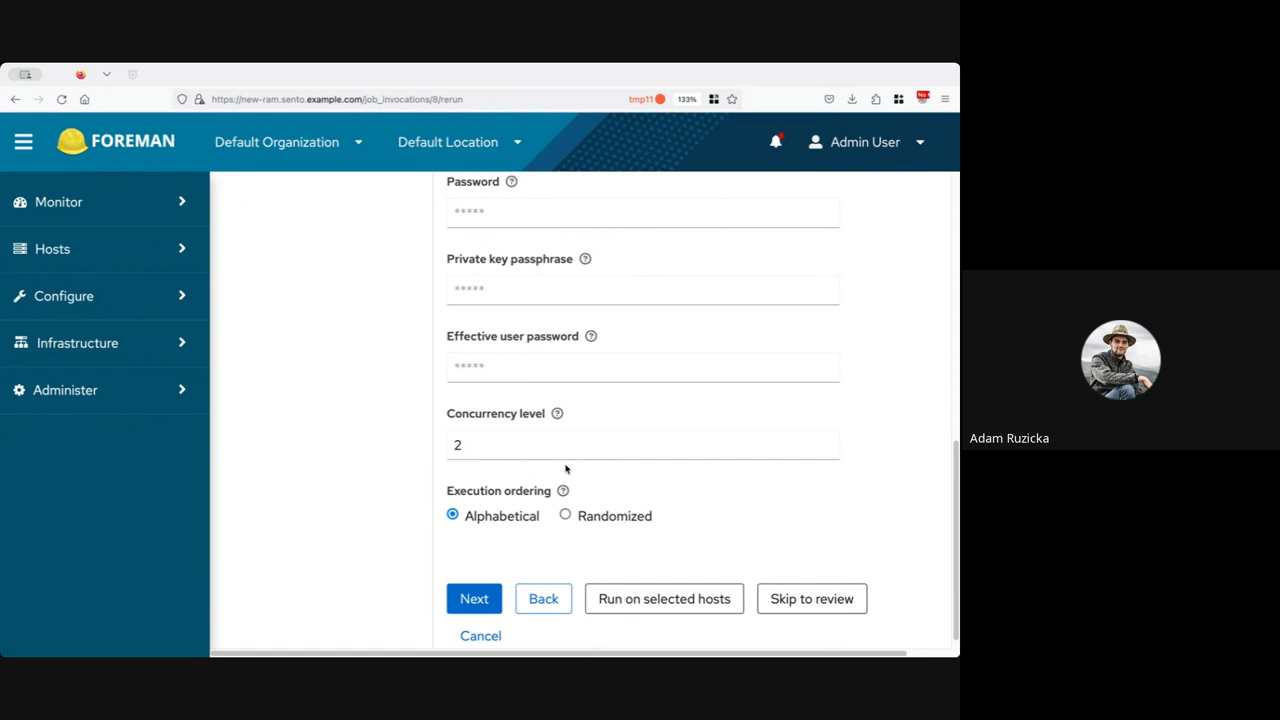 https://new-ram.sento.example.com/job_invocations/8/rerun
tmp11
133%
No
FOREMAN
Default Organization
Default Location
Admin User
Monitor
Hosts
Configure
Infrastructure
Administer
Password
*****
Private key passphrase
*****
Effective user password
*****
Concurrency level
2
Execution ordering
Alphabetical
Randomized
Next
Back
Run on selected hosts
Skip to review
Cancel
Adam Ruzicka